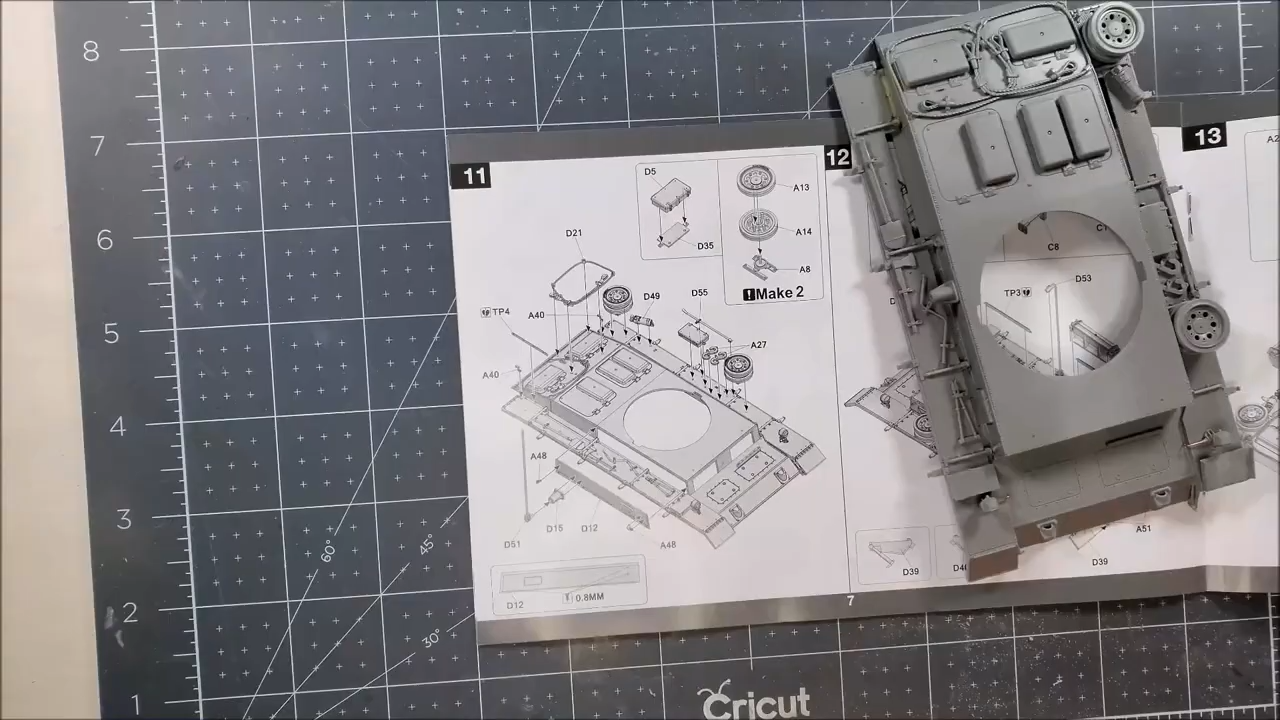 8
7
6
5
4
3
2
1
60°
45°
30°
11
D5
D35
A13
A14
A8
Make 2
D21
TP4
A40
D49
D55
A27
A40
A48
D51
D15
D12
A48
D12
0.8MM
7
12
C8
TP3
D53
D39
A51
D39
13
Cricut